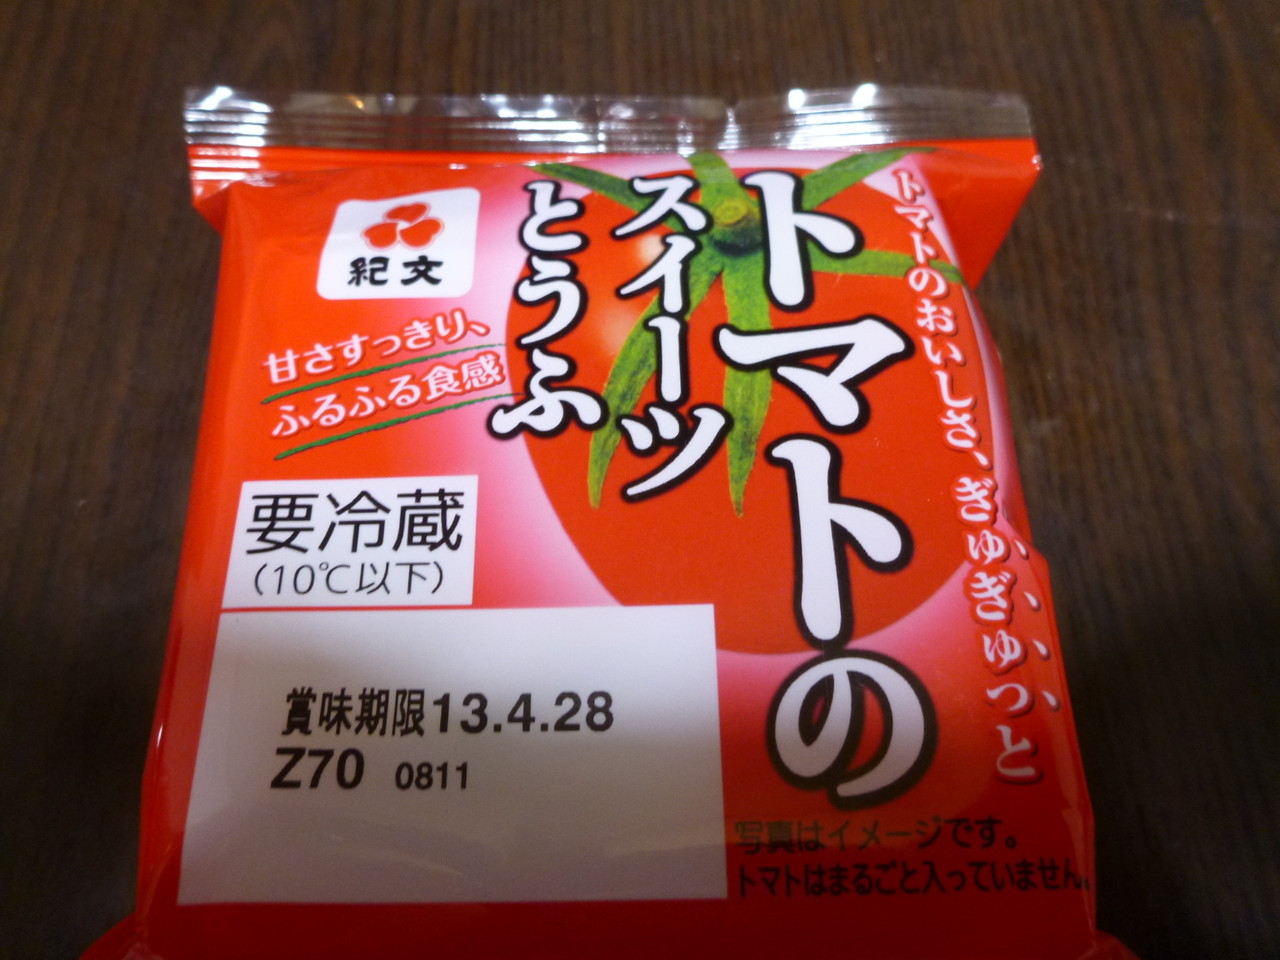 トマトのおいしさ、ぎゅぎゅっと、、、、
トマトの
スイーツ
とうふ
紀文
甘さすっきり、
ふるふる食感
要冷蔵
(10℃以下)
賞味期限13.4.28
Z70 0811
写真はイメージです。
トマトはまるごと入っていません。